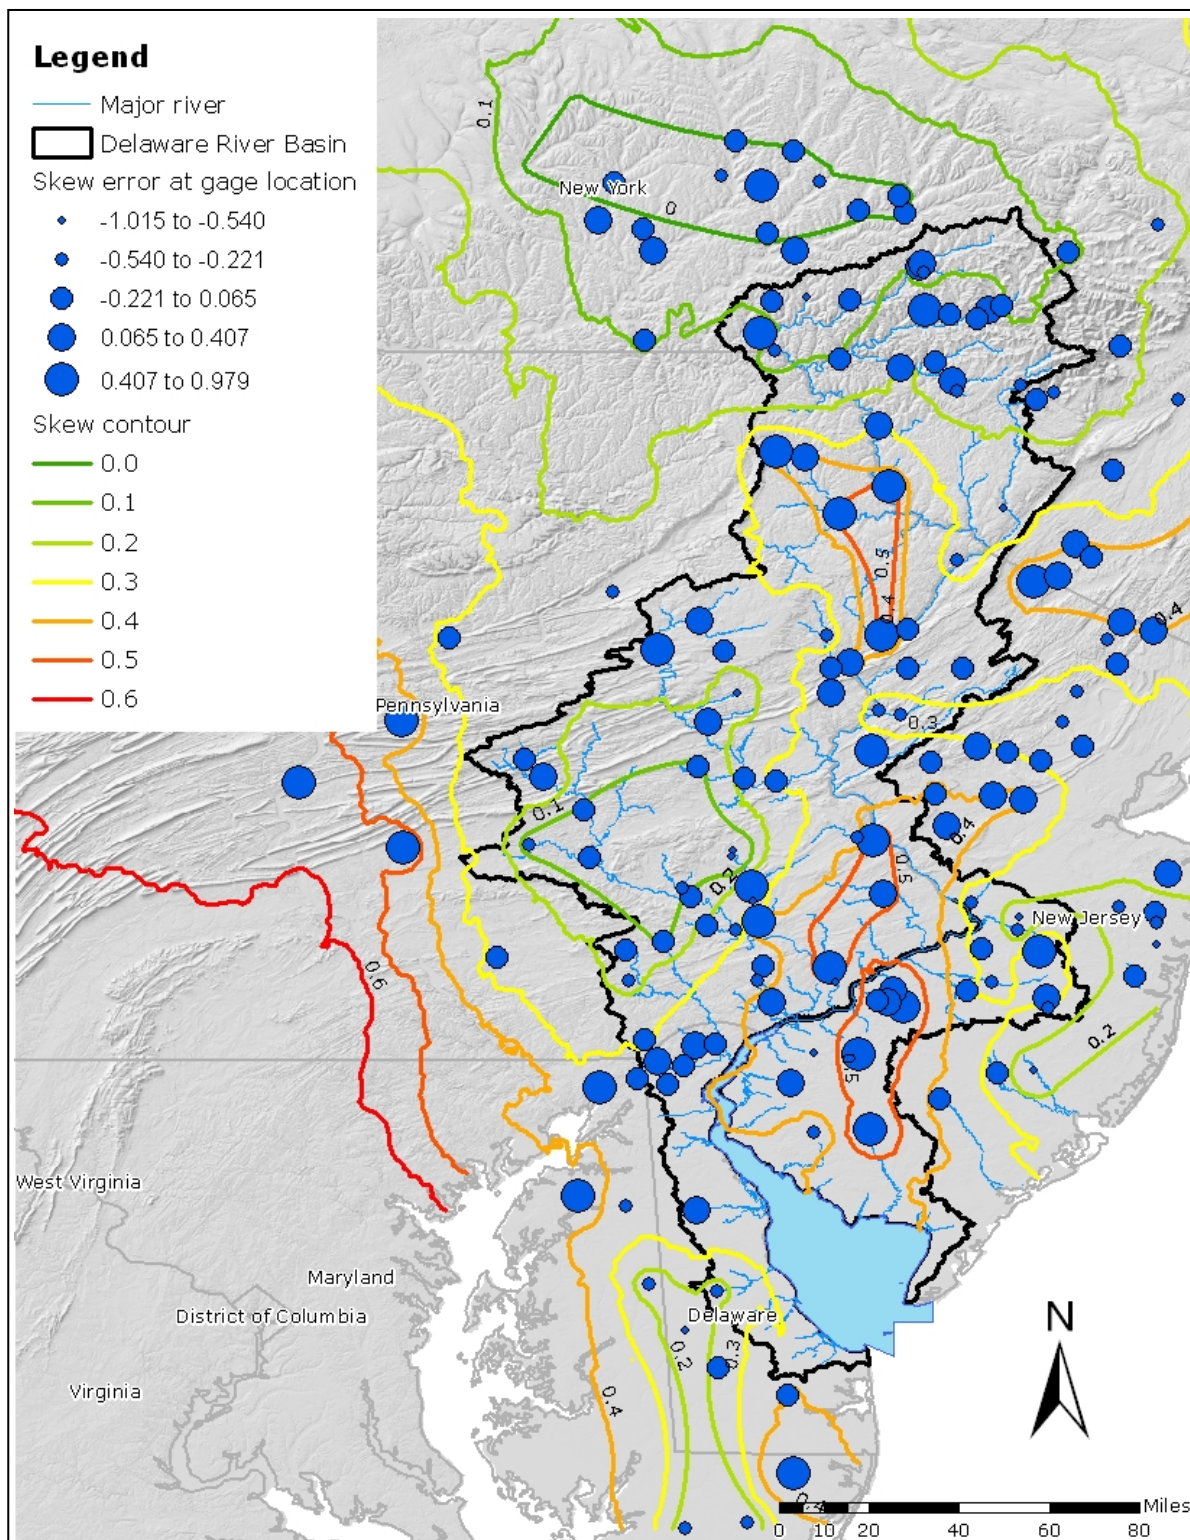 Legend
Major river
Delaware River Basin
Skew error at gage location
-1.015 to -0.540
-0.540 to -0.221
-0.221 to 0.065
0.065 to 0.407
0.407 to 0.979
Skew contour
0.0
0.1
0.2
0.3
0.4
0.5
0.6
0.1
New York
0
0.5
0.4
0.4
Pennsylvania
0.3
0.1
0.4
0.2
0.5
New Jersey
0.6
0.2
0.5
West Virginia
Maryland
District of Columbia
Delaware
N
0.2
0.3
Virginia
0.4
0.4
Miles
0 10 20 40 60 80